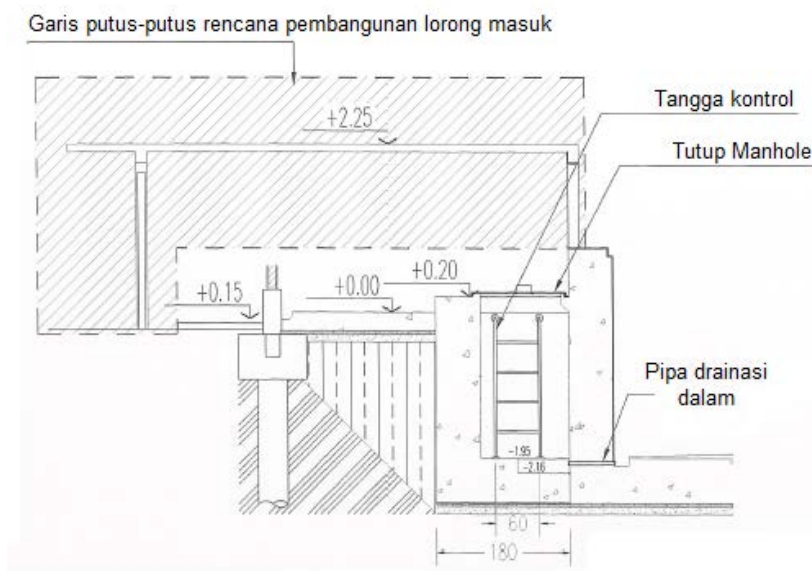 Garis putus-putus rencana pembangunan lorong masuk
Tangga kontrol
+2.25
Tutup Manhole
+0.20
+0.15
+0.00
Pipa drainasi
dalam
-1.95
-2.16
60
180